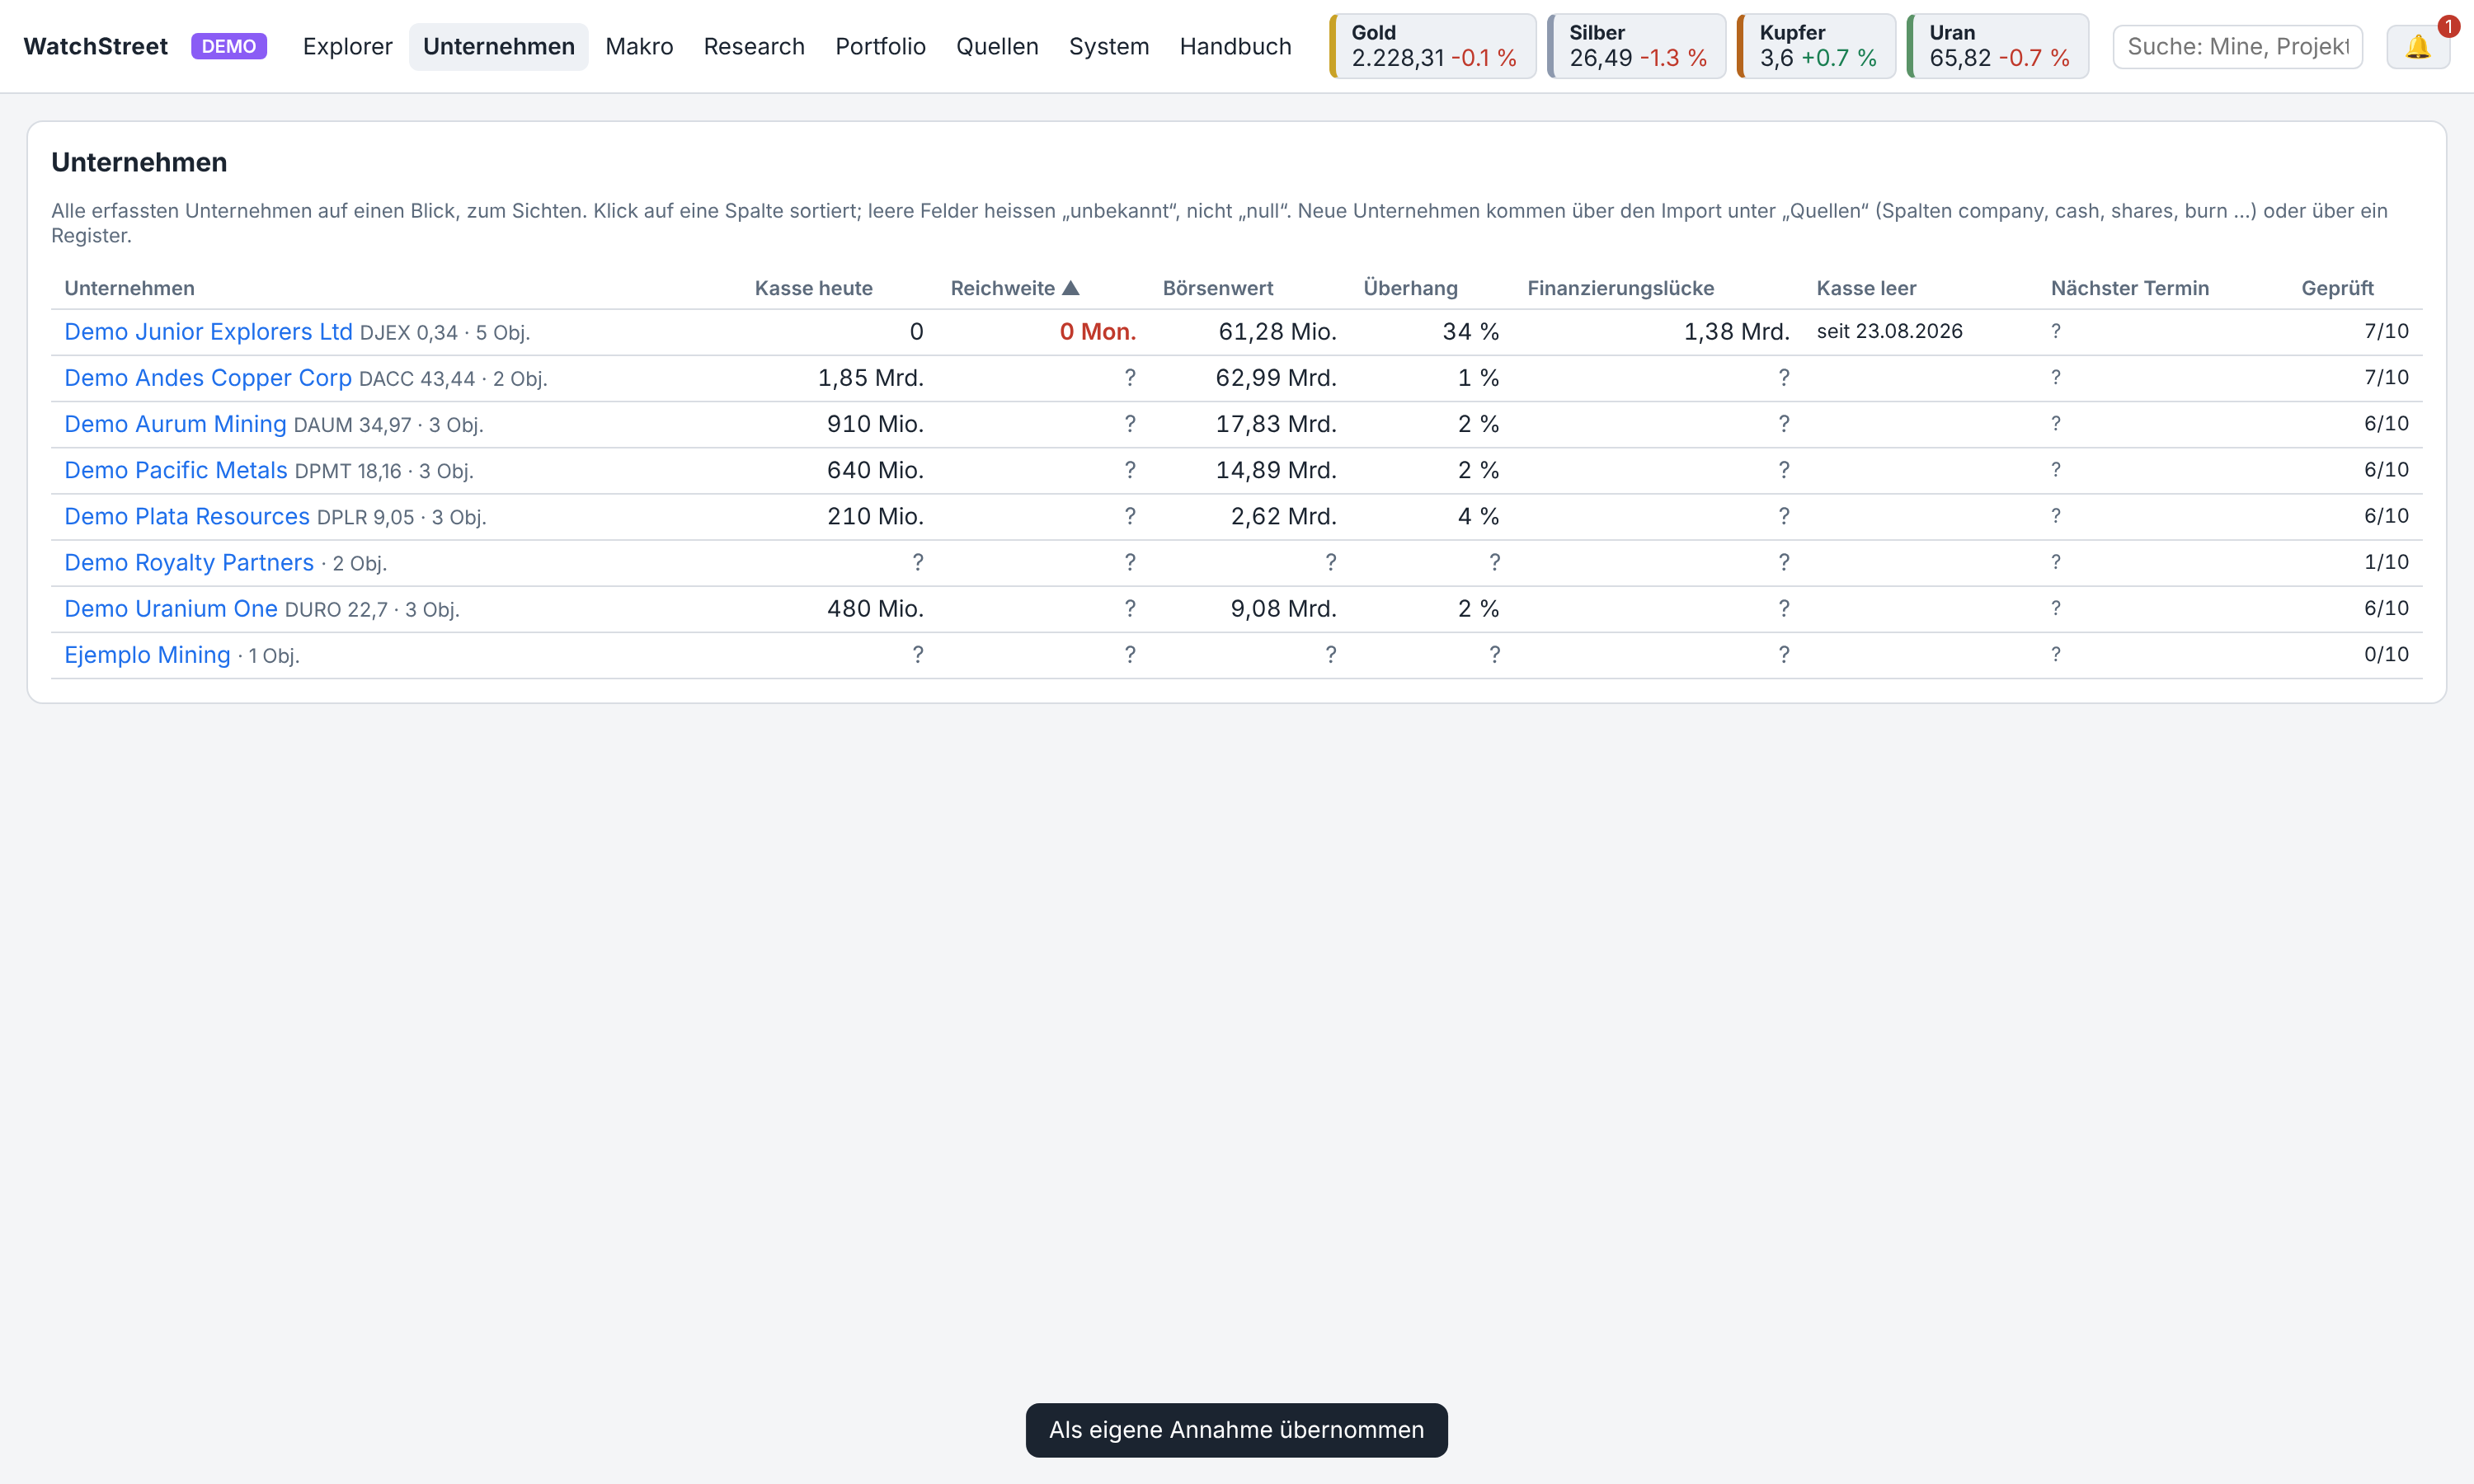 WatchStreet DEMO Explorer Unternehmen Makro Research Portfolio Quellen System Handbuch
Gold
2.228,31 -0.1 %
Silber
26,49 -1.3 %
Kupfer
3,6 +0.7 %
Uran
65,82 -0.7 %
Suche: Mine, Projekt
1
Unternehmen
Alle erfassten Unternehmen auf einen Blick, zum Sichten. Klick auf eine Spalte sortiert; leere Felder heissen „unbekannt“, nicht „null“. Neue Unternehmen kommen über den Import unter „Quellen“ (Spalten company, cash, shares, burn …) oder über ein
Register.
Unternehmen Kasse heute Reichweite ▲ Börsenwert Überhang Finanzierungslücke Kasse leer Nächster Termin Geprüft
Demo Junior Explorers Ltd DJEX 0,34 · 5 Obj. 0 0 Mon. 61,28 Mio. 34 % 1,38 Mrd. seit 23.08.2026 ? 7/10
Demo Andes Copper Corp DACC 43,44 · 2 Obj. 1,85 Mrd. ? 62,99 Mrd. 1 % ? ? 7/10
Demo Aurum Mining DAUM 34,97 · 3 Obj. 910 Mio. ? 17,83 Mrd. 2 % ? ? 6/10
Demo Pacific Metals DPMT 18,16 · 3 Obj. 640 Mio. ? 14,89 Mrd. 2 % ? ? 6/10
Demo Plata Resources DPLR 9,05 · 3 Obj. 210 Mio. ? 2,62 Mrd. 4 % ? ? 6/10
Demo Royalty Partners · 2 Obj. ? ? ? ? ? ? 1/10
Demo Uranium One DURO 22,7 · 3 Obj. 480 Mio. ? 9,08 Mrd. 2 % ? ? 6/10
Ejemplo Mining · 1 Obj. ? ? ? ? ? ? 0/10
Als eigene Annahme übernommen